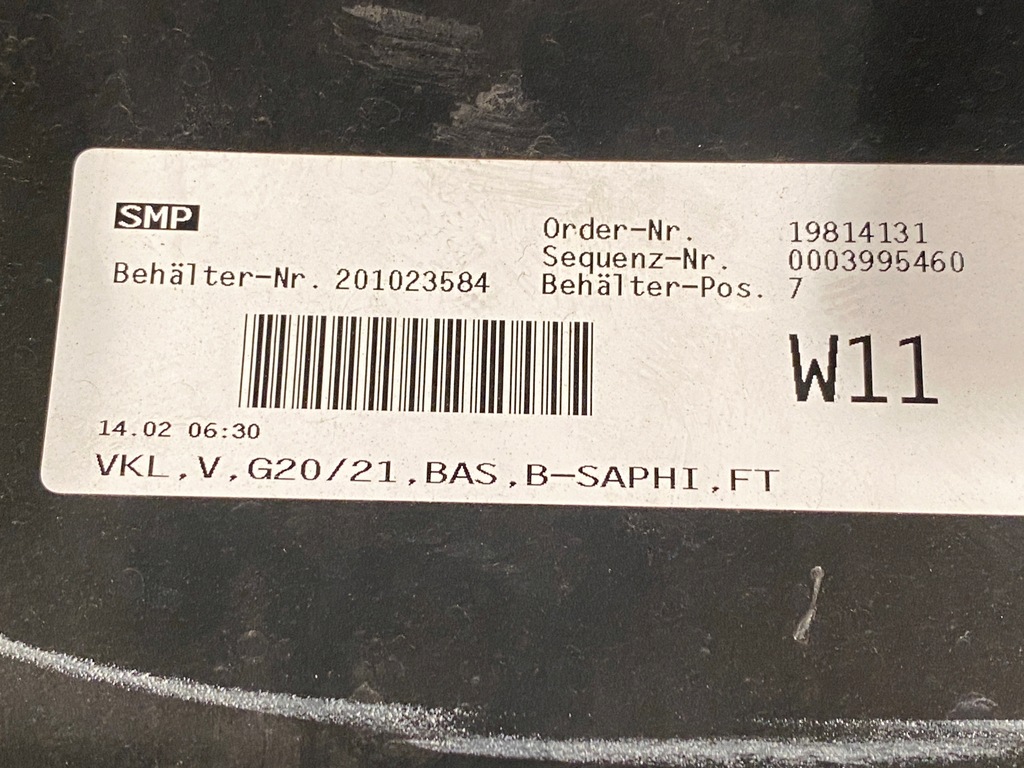 SMP
Behälter-Nr. 201023584
Order-Nr. 19814131
Sequenz-Nr. 0003995460
Behälter-Pos. 7
W11
14.02 06:30
VKL,V,G20/21,BAS,B-SAPHI,FT